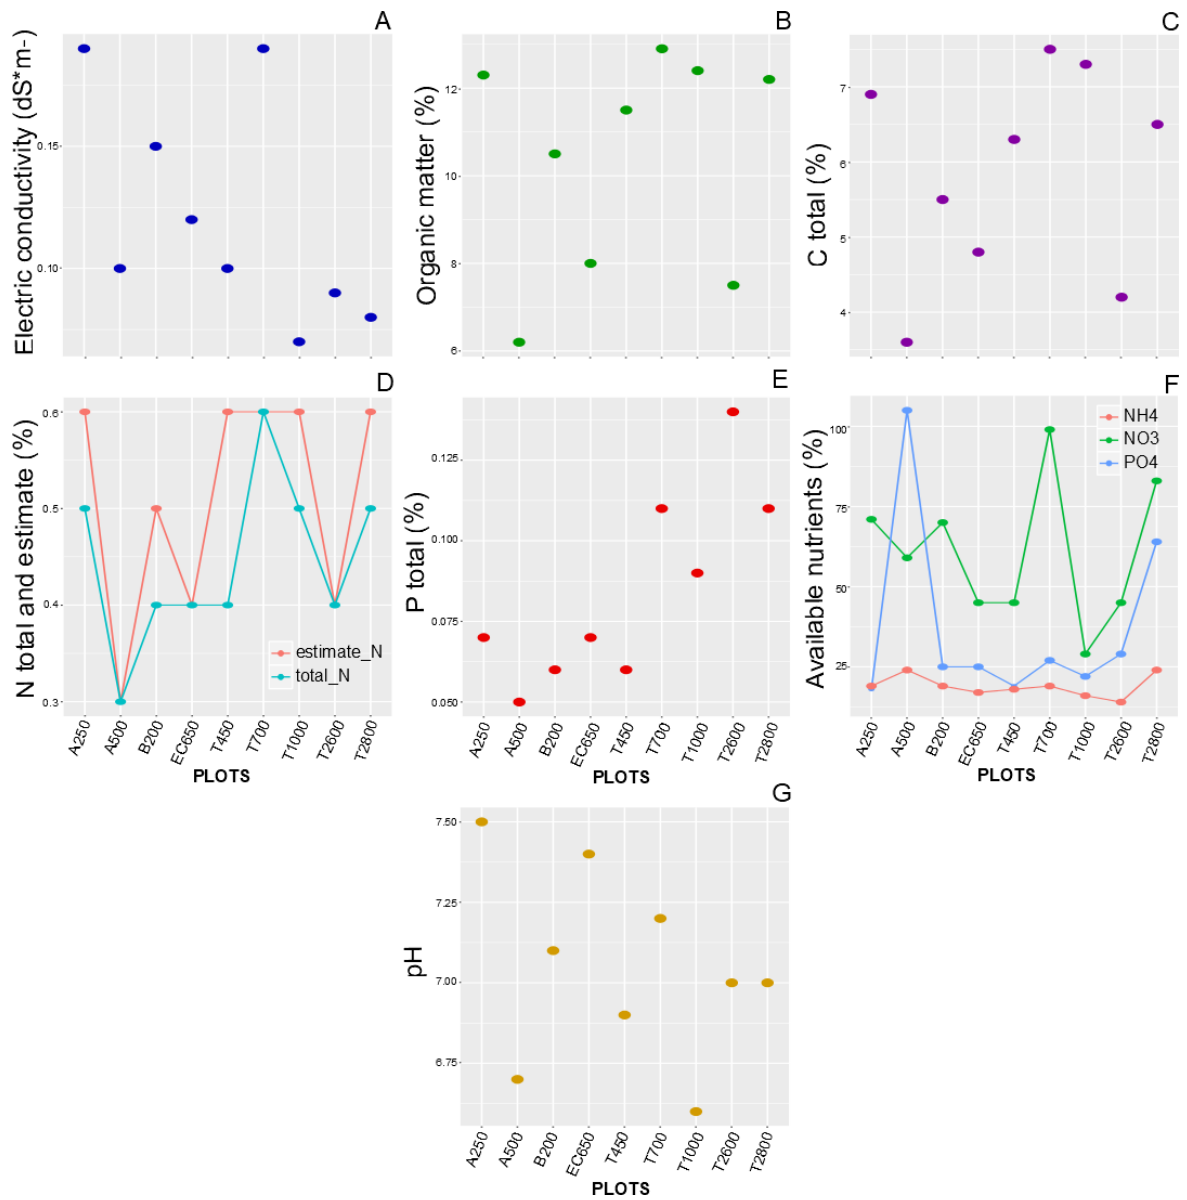 A
B
C
Electric conductivity (dS*m-)
0.15
0.10
Organic matter (%)
12
10
8
6
C total (%)
7
6
5
4
D
E
F
N total and estimate (%)
0.6
0.5
0.4
0.3
estimate_N
total_N
A250
A500
B200
EC650
T450
T700
T1000
T2600
T2800
PLOTS
P total (%)
0.125
0.100
0.075
0.050
A250
A500
B200
EC650
T450
T700
T1000
T2600
T2800
PLOTS
Available nutrients (%)
100
75
50
25
NH4
NO3
PO4
A250
A500
B200
EC650
T450
T700
T1000
T2600
T2800
PLOTS
G
pH
7.50
7.25
7.00
6.75
A250
A500
B200
EC650
T450
T700
T1000
T2600
T2800
PLOTS